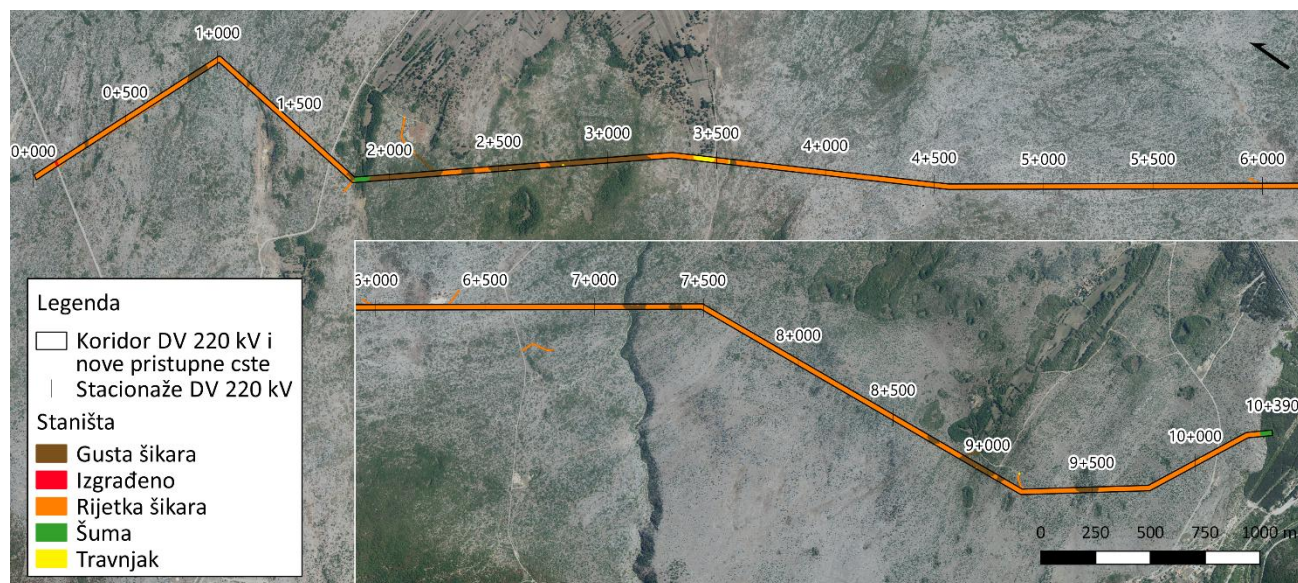 1+000
0+500
1+500
0+000
2+000
2+500
3+000
3+500
4+000
4+500
5+000
5+500
6+000
6+000
6+500
7+000
7+500
8+000
8+500
9+000
9+500
10+000
10+390
Legenda
Koridor DV 220 kV i
nove pristupne cste
Stacionaže DV 220 kV
Staništa
Gusta šikara
Izgrađeno
Rijetka šikara
Šuma
Travnjak
0 250 500 750 1000 m